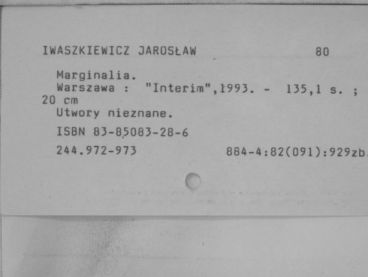 IWASZKIEWICZ JAROSŁAW 80
Marginalia.
Warszawa : "Interim",1993. - 135,1 s. ;
20 cm
Utwory nieznane.
ISBN 83-85083-28-6
244.972-973 884-4:82(091):929zb.